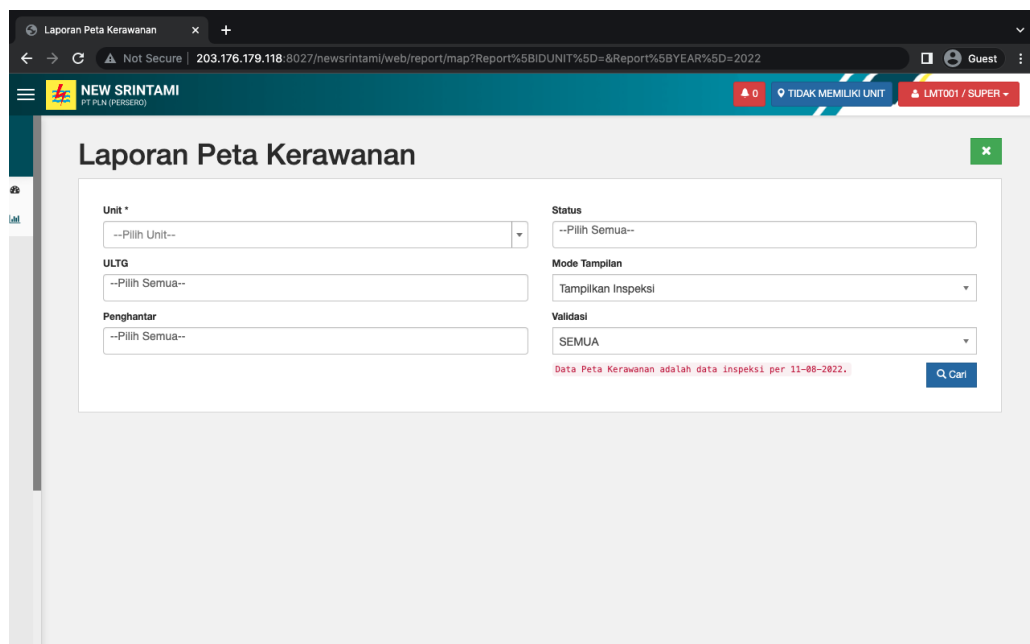 Laporan Peta Kerawanan
Not Secure | 203.176.179.118:8027/newsrintami/web/report/map?Report%5BIDUNIT%5D=&Report%5BYEAR%5D=2022
Guest
NEW SRINTAMI
PT PLN (PERSERO)
0
TIDAK MEMILIKI UNIT
LMT001 / SUPER
Laporan Peta Kerawanan
Unit *
--Pilih Unit--
ULTG
--Pilih Semua--
Penghantar
--Pilih Semua--
Status
--Pilih Semua--
Mode Tampilan
Tampilkan Inspeksi
Validasi
SEMUA
Data Peta Kerawanan adalah data inspeksi per 11-08-2022.
Cari